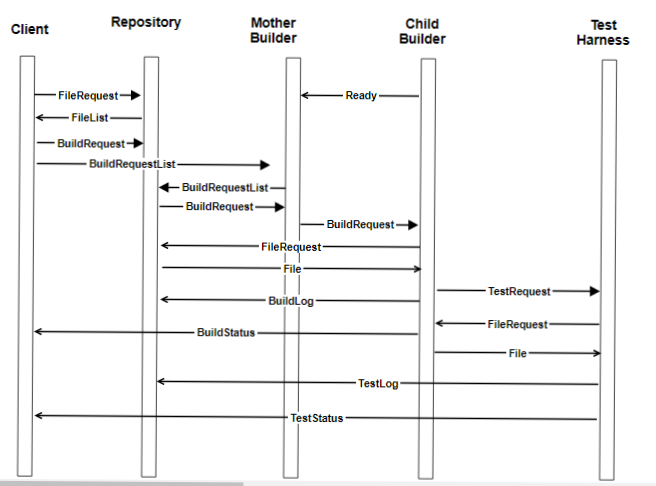 Client
Repository
Mother
Builder
Child
Builder
Test
Harness
FileRequest
Ready
FileList
BuildRequest
BuildRequestList
BuildRequestList
BuildRequest
BuildRequest
FileRequest
File
TestRequest
BuildLog
FileRequest
BuildStatus
File
TestLog
TestStatus